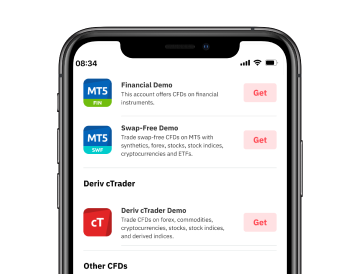 08:34
Financial Demo
MT5
This account offers CFDs on financial
FIN
instruments.
Get
Swap-Free Demo
MT5
Trade swap-free CFDs on MT5 with
synthetics, forex, stocks, stock indices,
SWF
cryptocurrencies and ETFs.
Get
Deriv cTrader
Deriv cTrader Demo
cT
Trade CFDs on forex, commodities,
cryptocurrencies, stocks, stock indices,
and derived indices.
Get
Other CFDs